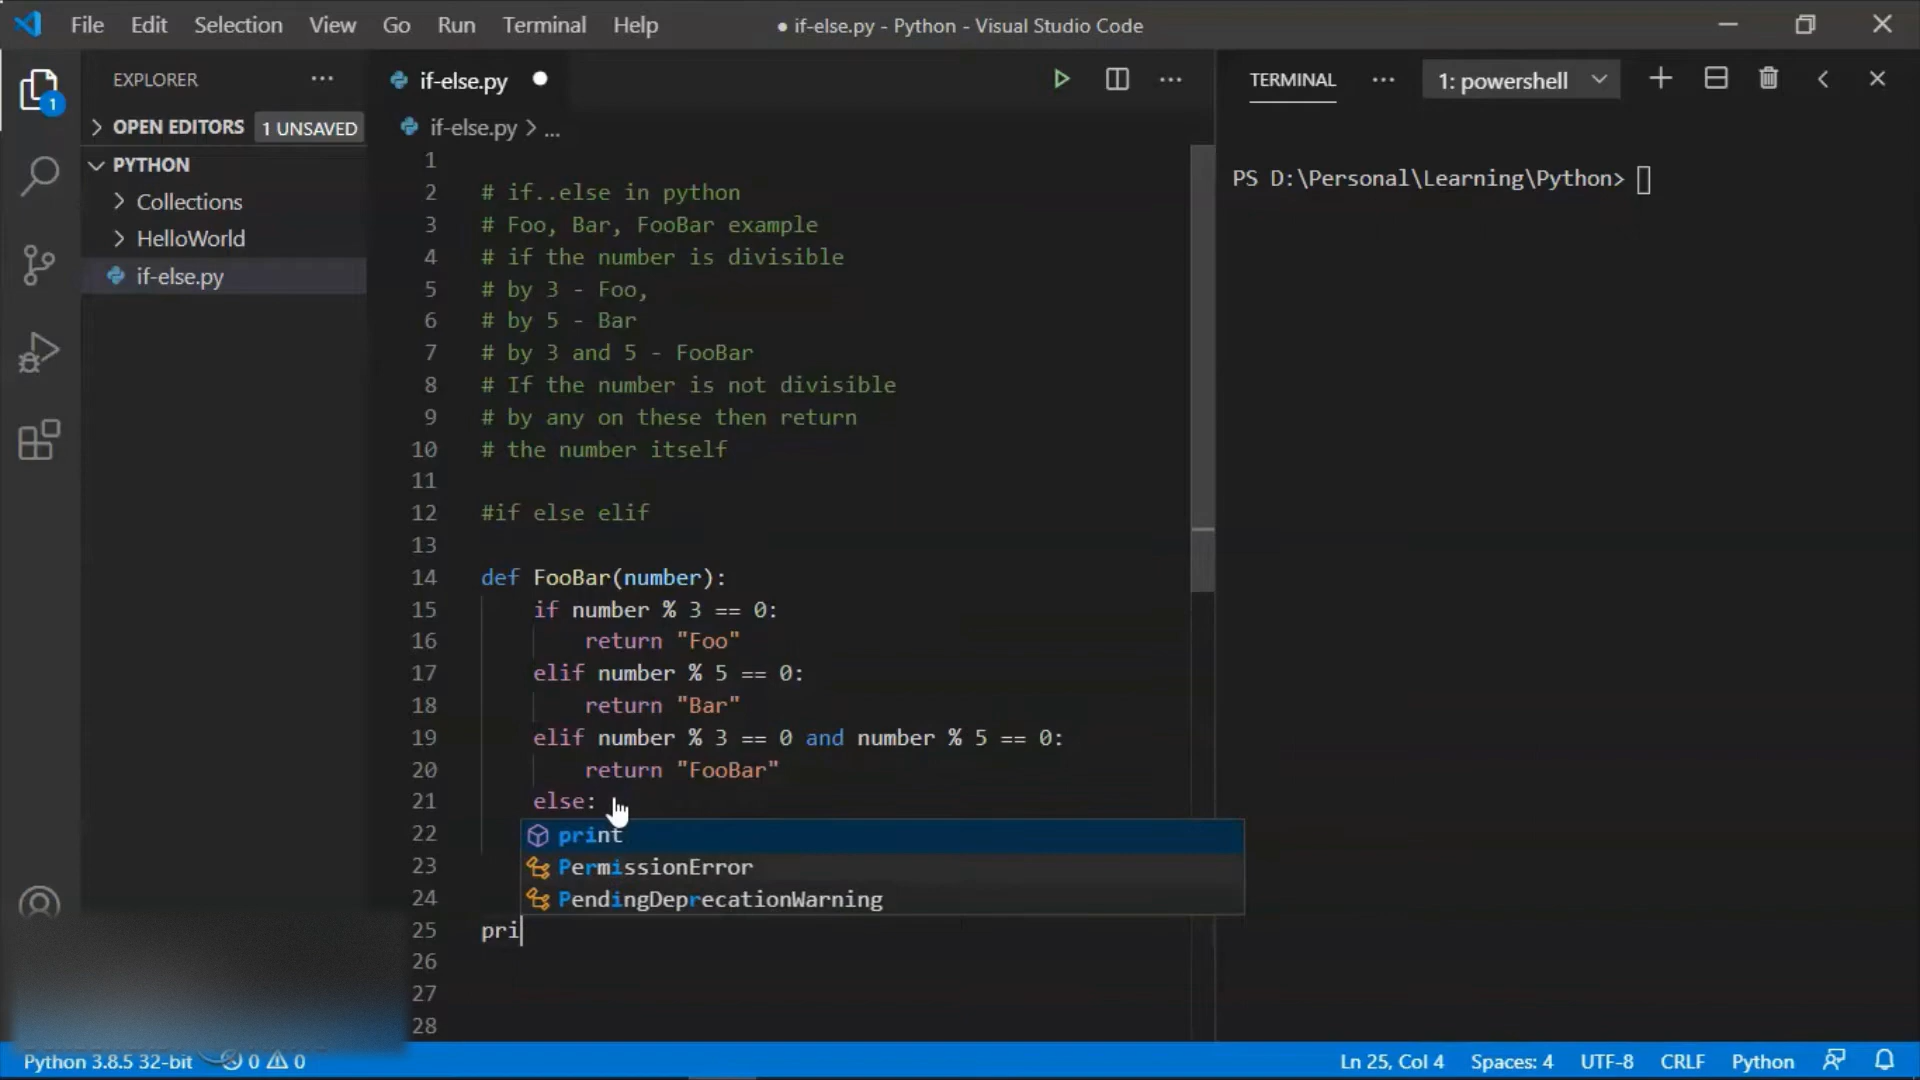 File Edit Selection View Go Run Terminal Help
● if-else.py - Python - Visual Studio Code
EXPLORER ...
OPEN EDITORS 1 UNSAVED
PYTHON
Collections
HelloWorld
if-else.py
1
if-else.py
if-else.py > ...
1
2 # if..else in python
3 # Foo, Bar, FooBar example
4 # if the number is divisible
5 # by 3 - Foo,
6 # by 5 - Bar
7 # by 3 and 5 - FooBar
8 # If the number is not divisible
9 # by any on these then return
10 # the number itself
11
12 #if else elif
13
14 def FooBar(number):
15 if number % 3 == 0:
16 return "Foo"
17 elif number % 5 == 0:
18 return "Bar"
19 elif number % 3 == 0 and number % 5 == 0:
20 return "FooBar"
21 else:
22
23
24
print
PermissionError
PendingDeprecationWarning
25 pri
26
27
28
TERMINAL ... 1: powershell
PS D:\Personal\Learning\Python>
Python 3.8.5 32-bit 0 0
Ln 25, Col 4 Spaces: 4 UTF-8 CRLF Python